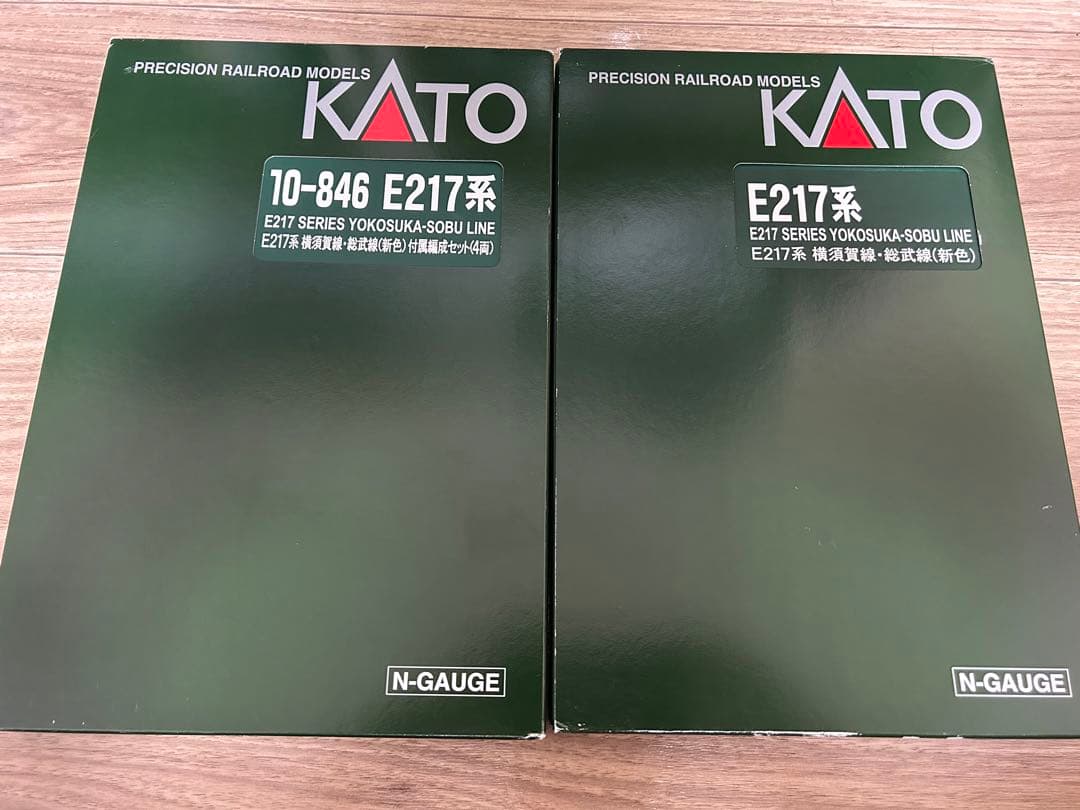 PRECISION RAILROAD MODELS
KATO
10-846 E217系
E217 SERIES YOKOSUKA-SOBU LINE
E217系 横須賀線・総武線(新色)付属編成セット(4両)
N-GAUGE
PRECISION RAILROAD MODELS
KATO
E217系
E217 SERIES YOKOSUKA-SOBU LINE
E217系 横須賀線・総武線(新色)
N-GAUGE